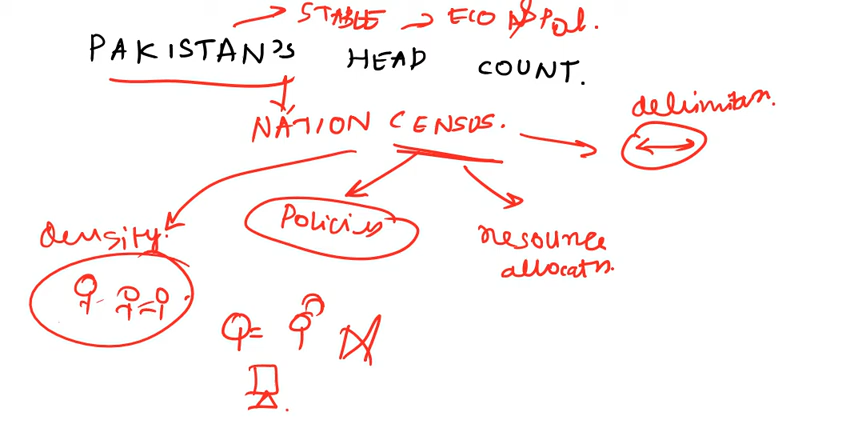 STABLE → ECO & Pol.
PAKISTAN's HEAD COUNT.
delimitatn.
NATION CENSUS.
density.
Policies
resource
allocatn.